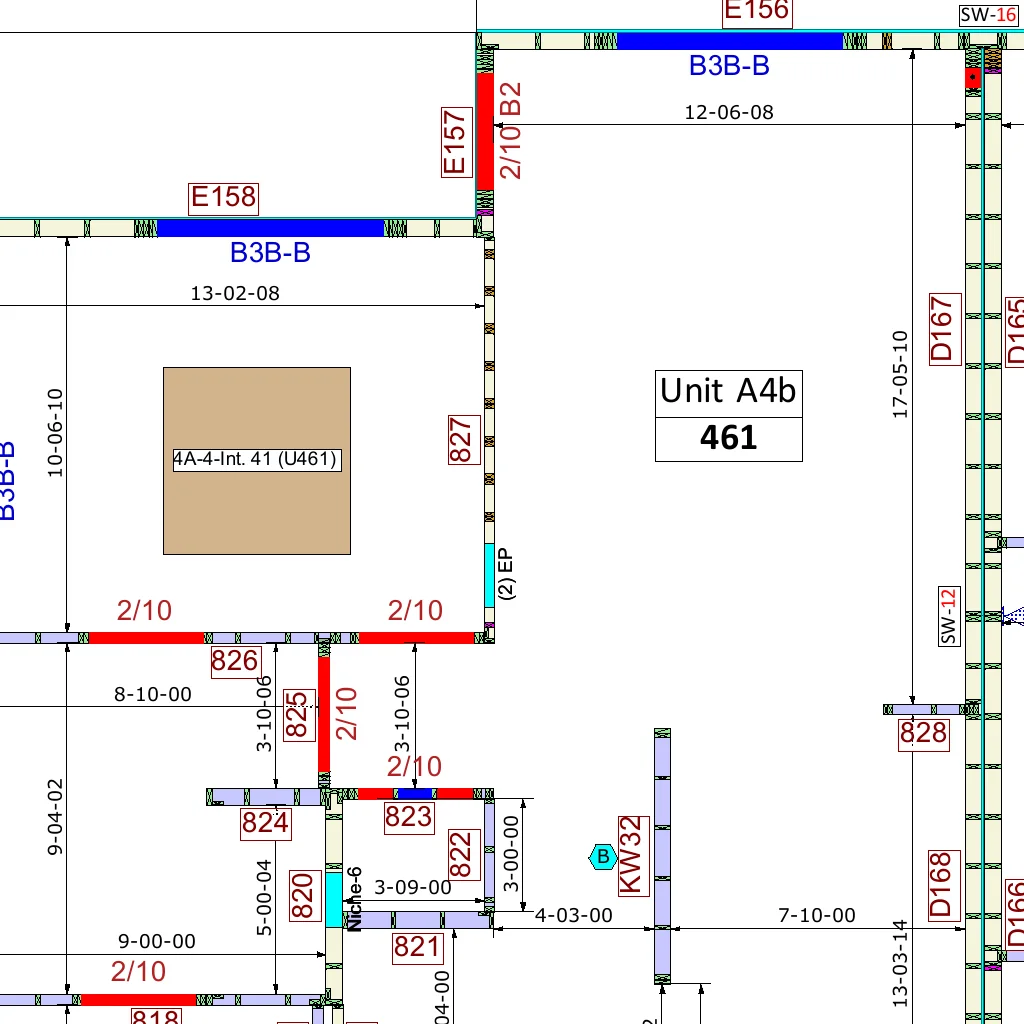 E156
SW-16
B3B-B
2/10 B2
E157
12-06-08
E158
B3B-B
13-02-08
D167
D165
17-05-10
10-06-10
Unit A4b
461
827
B3B-B
4A-4-Int. 41 (U461)
(2) EP
2/10
2/10
SW-12
826
8-10-00
3-10-06
825
2/10
3-10-06
828
2/10
824
823
822
9-04-02
3-00-00
KW32
B
D168
D166
820
Niche-6
3-09-00
5-00-04
4-03-00
7-10-00
9-00-00
821
13-03-14
2/10
04-00
818